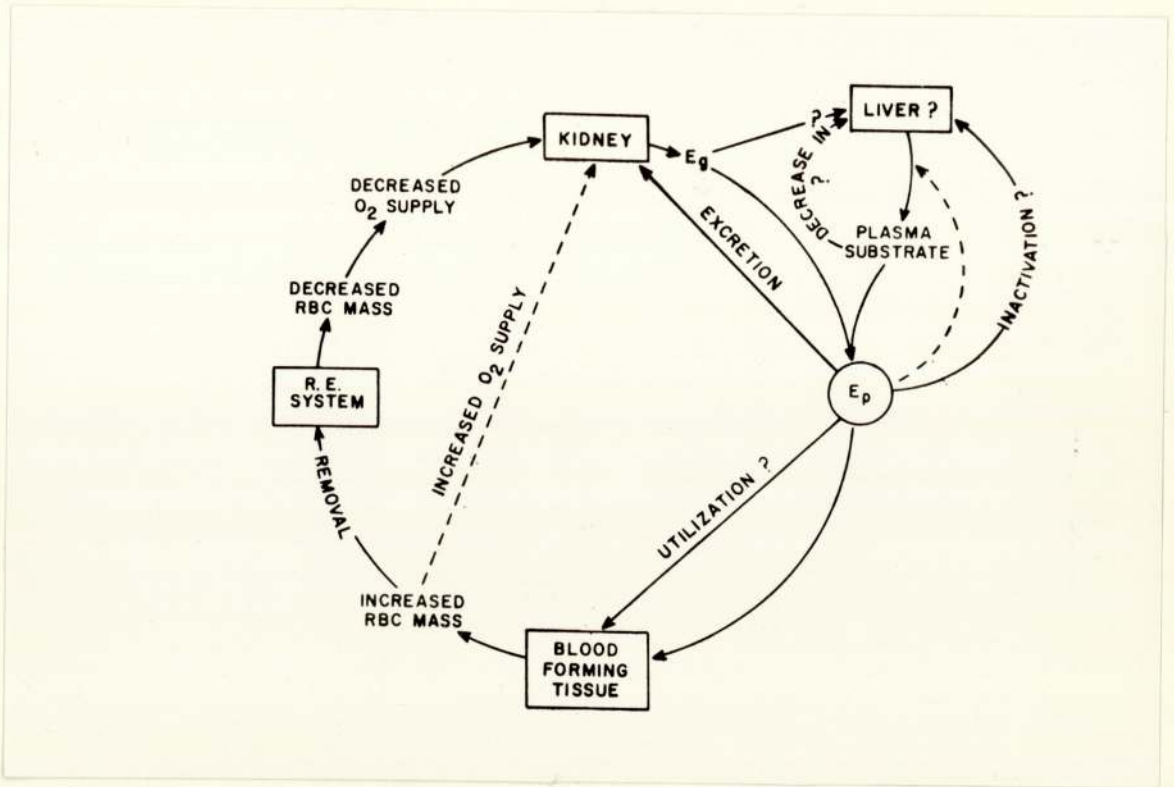 LIVER ?
KIDNEY
Eg
?
DECREASE IN
?
DECREASED
O2 SUPPLY
EXCRETION
PLASMA
SUBSTRATE
INACTIVATION ?
DECREASED
RBC MASS
INCREASED O2 SUPPLY
R. E.
SYSTEM
Ep
REMOVAL
UTILIZATION ?
INCREASED
RBC MASS
BLOOD
FORMING
TISSUE